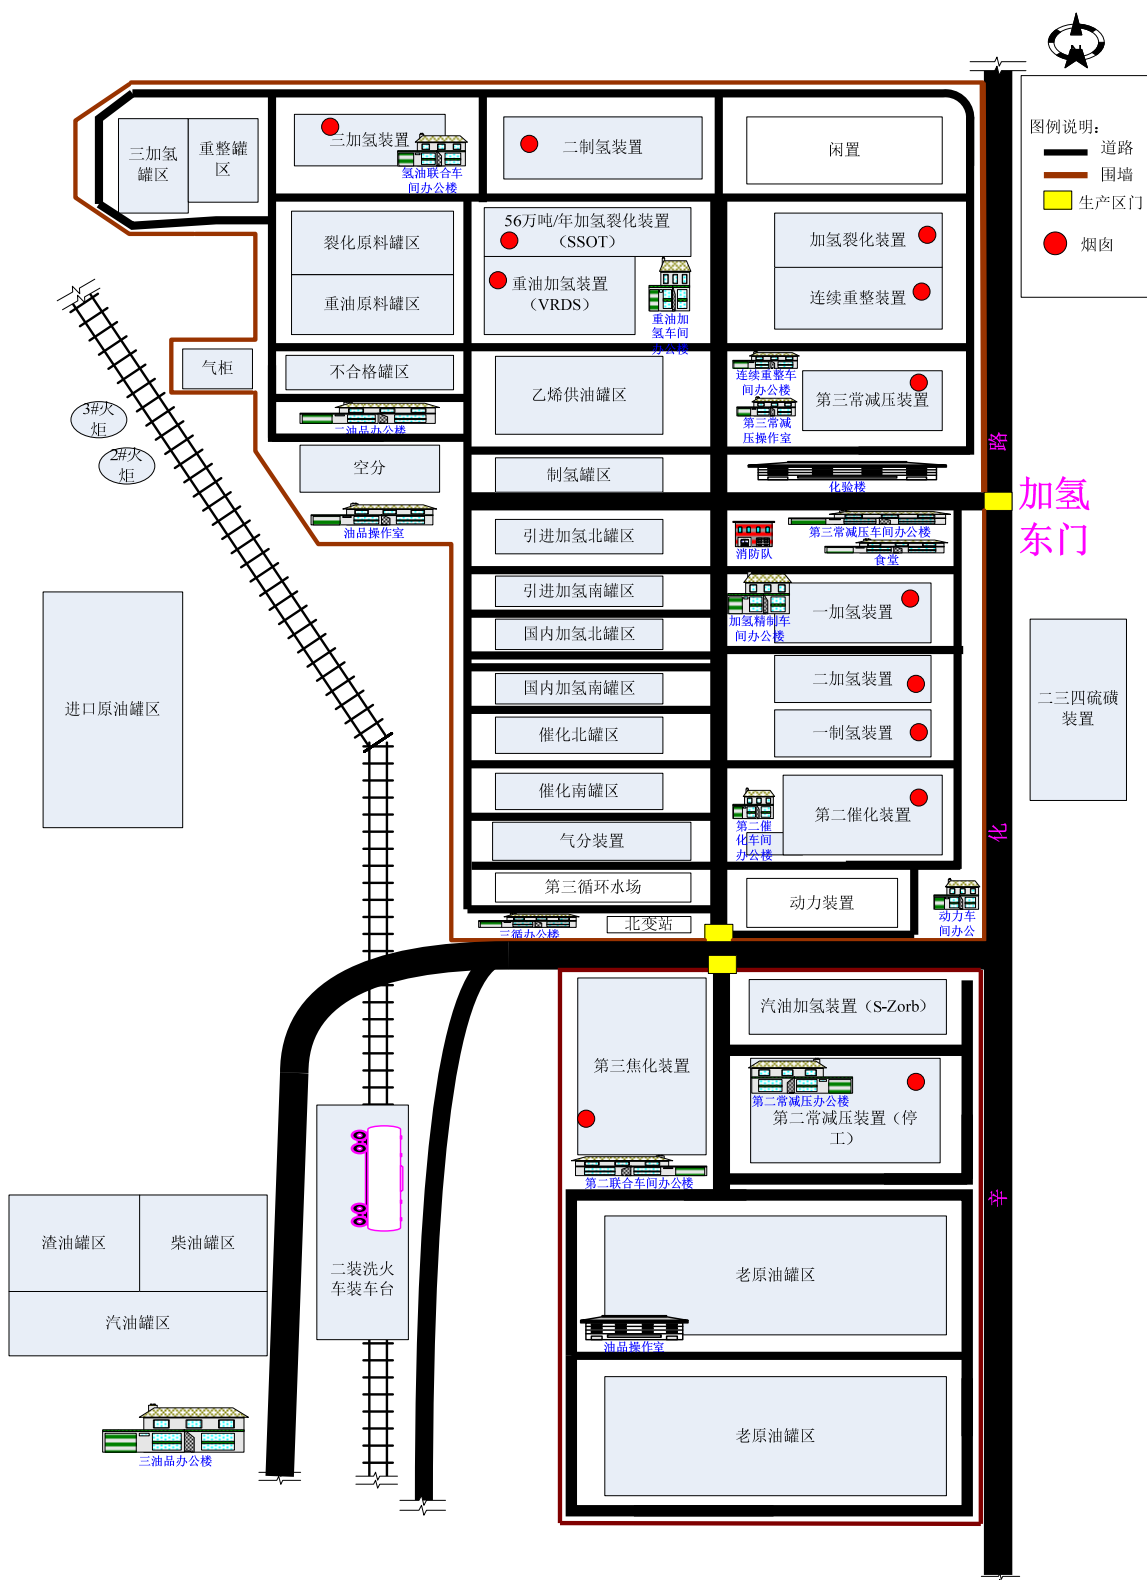 图例说明：
道路
围墙
生产区门
烟囱
三加氢
罐区
重整罐
区
三加氢装置
氢油联合车
间办公楼
二制氢装置
闲置
裂化原料罐区
重油原料罐区
56万吨/年加氢裂化装置
（SSOT）
重油加氢装置
（VRDS）
重油加
氢车间
办公楼
加氢裂化装置
连续重整装置
气柜
不合格罐区
二油品办公楼
乙烯供油罐区
连续重整车
间办公楼
第三常减
压操作室
第三常减压装置
3#火
炬
2#火
炬
空分
油品操作室
制氢罐区
化验楼
路
加氢
东门
引进加氢北罐区
消防队
第三常减压车间办公楼
食堂
引进加氢南罐区
国内加氢北罐区
加氢精制车
间办公楼
一加氢装置
进口原油罐区
国内加氢南罐区
二加氢装置
二三四硫磺
装置
催化北罐区
一制氢装置
催化南罐区
第二催
化车间
办公楼
第二催化装置
化
气分装置
第三循环水场
动力装置
动力车
间办公
三循办公楼
北变站
第三焦化装置
汽油加氢装置（S-Zorb）
第二常减压办公楼
第二常减压装置（停
工）
第二联合车间办公楼
辛
渣油罐区
柴油罐区
汽油罐区
二装洗火
车装车台
老原油罐区
油品操作室
老原油罐区
三油品办公楼